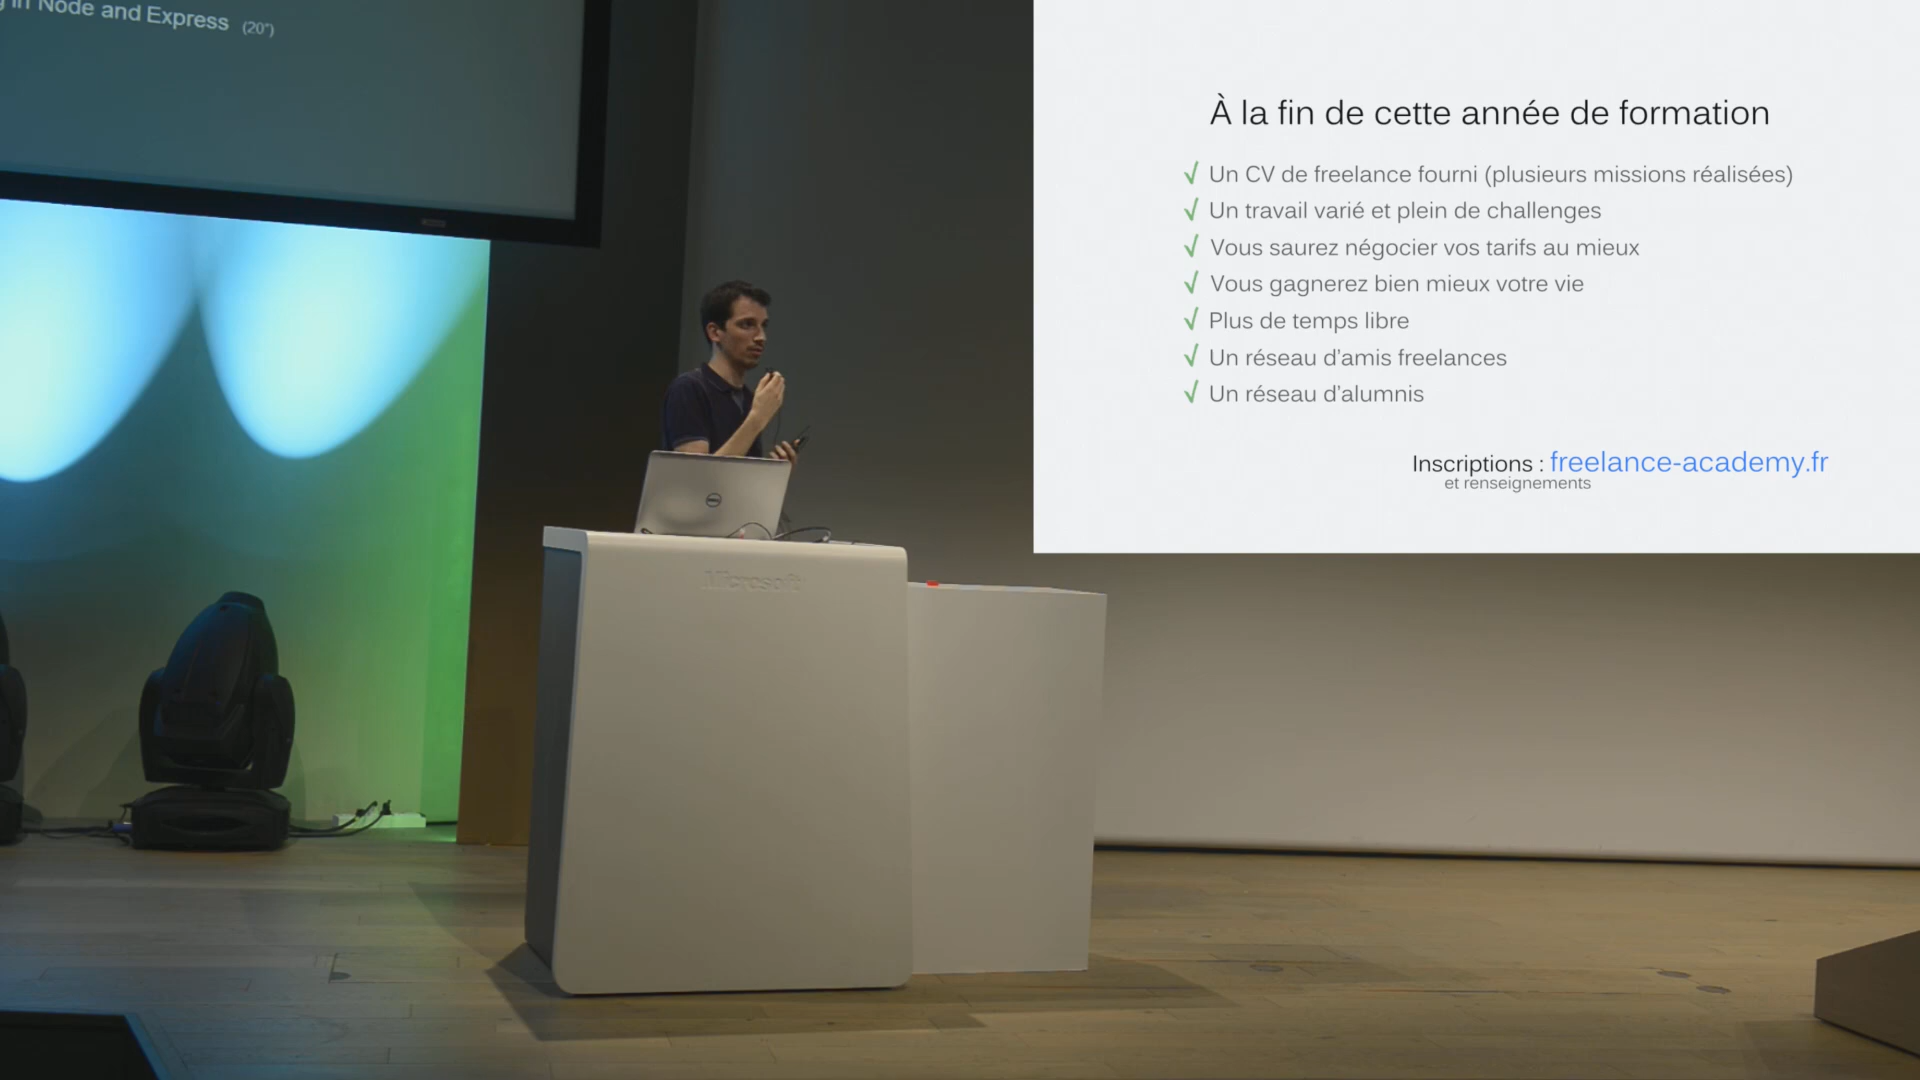 in Node and Express (20")
À la fin de cette année de formation
√ Un CV de freelance fourni (plusieurs missions réalisées)
√ Un travail varié et plein de challenges
√ Vous saurez négocier vos tarifs au mieux
√ Vous gagnerez bien mieux votre vie
√ Plus de temps libre
√ Un réseau d'amis freelances
√ Un réseau d'alumnis
Inscriptions : freelance-academy.fr
et renseignements
DELL
Microsoft